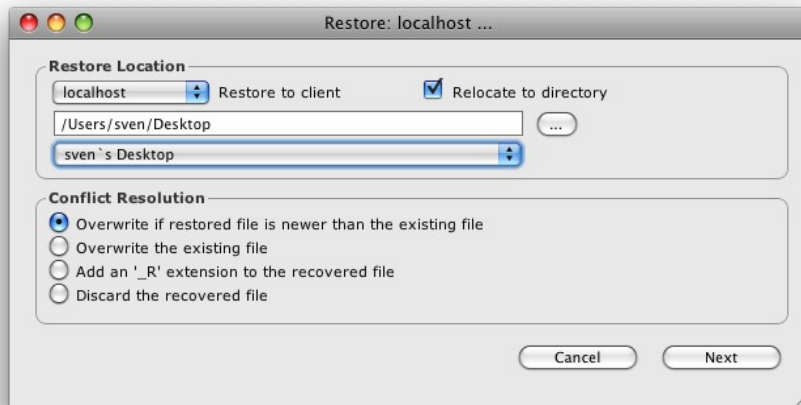 Restore: localhost ...
Restore Location
localhost Restore to client Relocate to directory
/Users/sven/Desktop ...
sven`s Desktop
Conflict Resolution
Overwrite if restored file is newer than the existing file
Overwrite the existing file
Add an '_R' extension to the recovered file
Discard the recovered file
Cancel Next